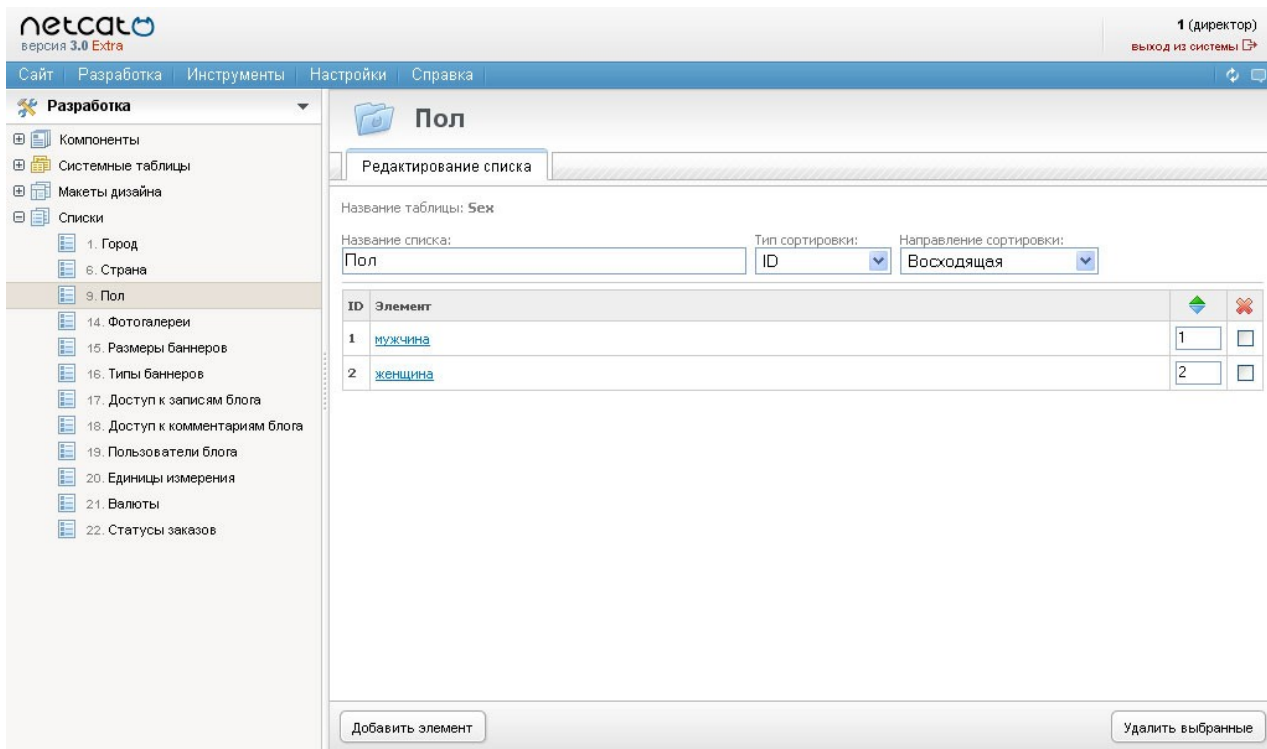 netcat
версия 3.0 Extra
1 (директор)
выход из системы
Сайт Разработка Инструменты Настройки Справка
Разработка
Компоненты
Системные таблицы
Макеты дизайна
Списки
1. Город
6. Страна
9. Пол
14. Фотогалереи
15. Размеры баннеров
16. Типы баннеров
17. Доступ к записям блога
18. Доступ к комментариям блога
19. Пользователи блога
20. Единицы измерения
21. Валюты
22. Статусы заказов
Пол
Редактирование списка
Название таблицы: Sex
Название списка: Тип сортировки: Направление сортировки:
Пол ID Восходящая
ID Элемент
1 мужчина 1
2 женщина 2
Добавить элемент Удалить выбранные